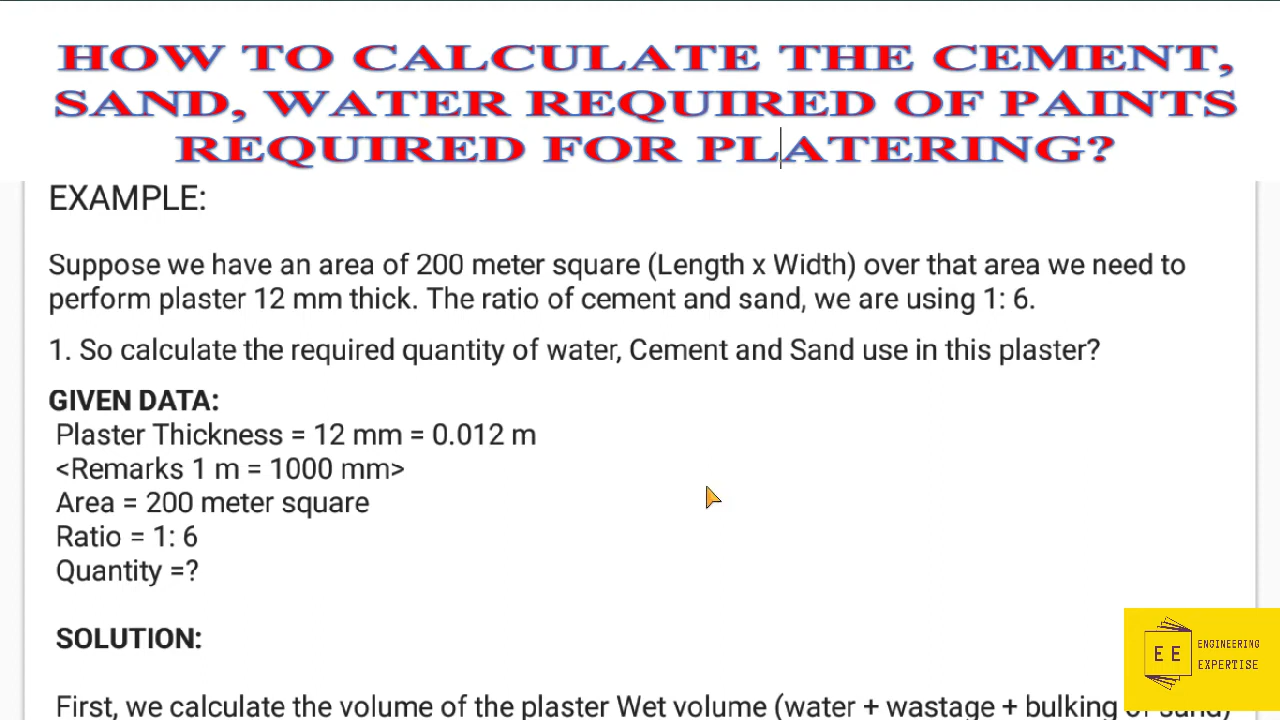 HOW TO CALCULATE THE CEMENT,
SAND, WATER REQUIRED OF PAINTS
REQUIRED FOR PLATERING?
EXAMPLE:
Suppose we have an area of 200 meter square (Length x Width) over that area we need to
perform plaster 12 mm thick. The ratio of cement and sand, we are using 1: 6.
1. So calculate the required quantity of water, Cement and Sand use in this plaster?
GIVEN DATA:
Plaster Thickness = 12 mm = 0.012 m
<Remarks 1 m = 1000 mm>
Area = 200 meter square
Ratio = 1: 6
Quantity =?
SOLUTION:
First, we calculate the volume of the plaster Wet volume (water + wastage + bulking of sand)
E E
ENGINEERING
EXPERTISE